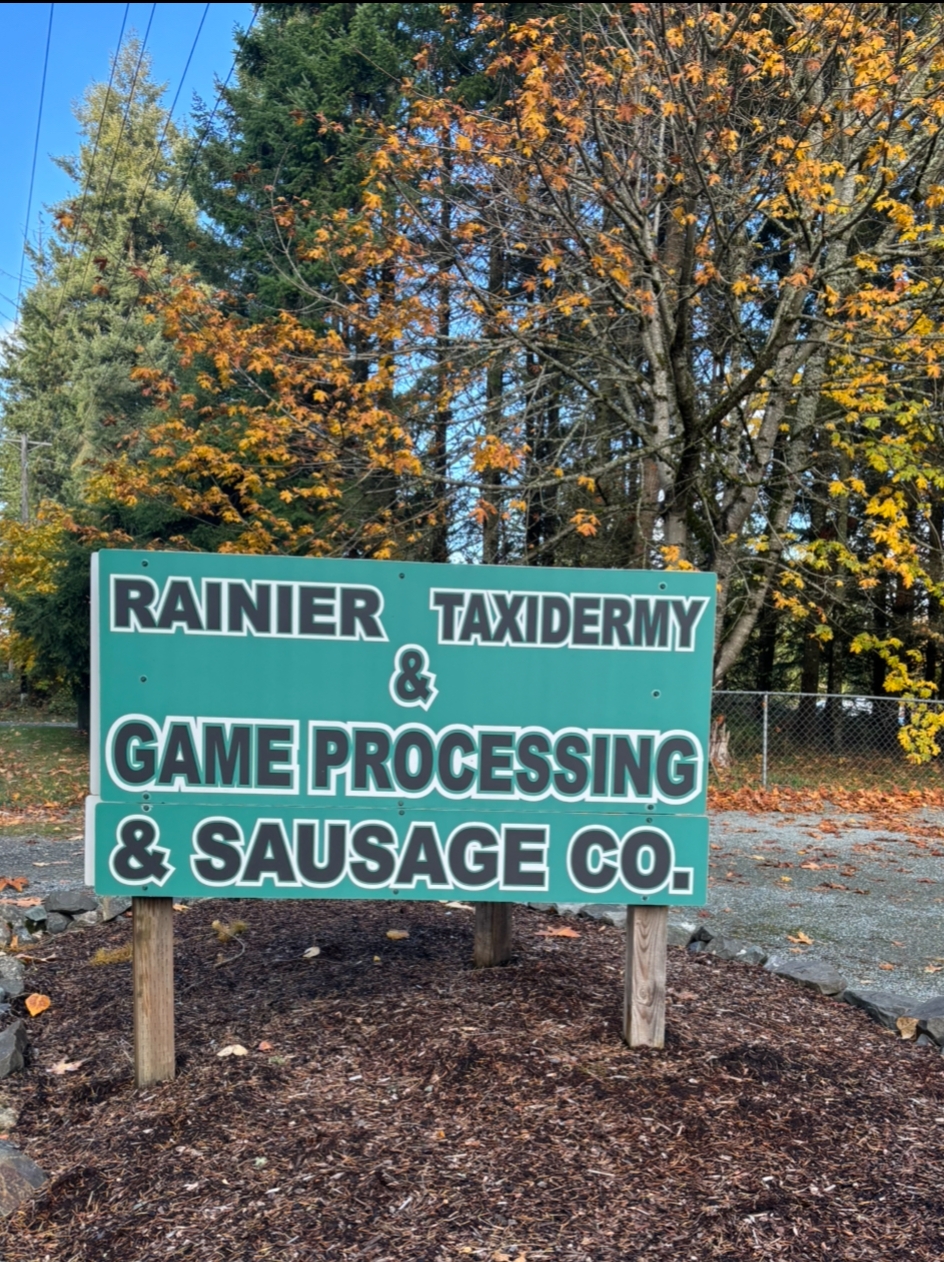 RAINIER TAXIDERMY
&
GAME PROCESSING
& SAUSAGE CO.